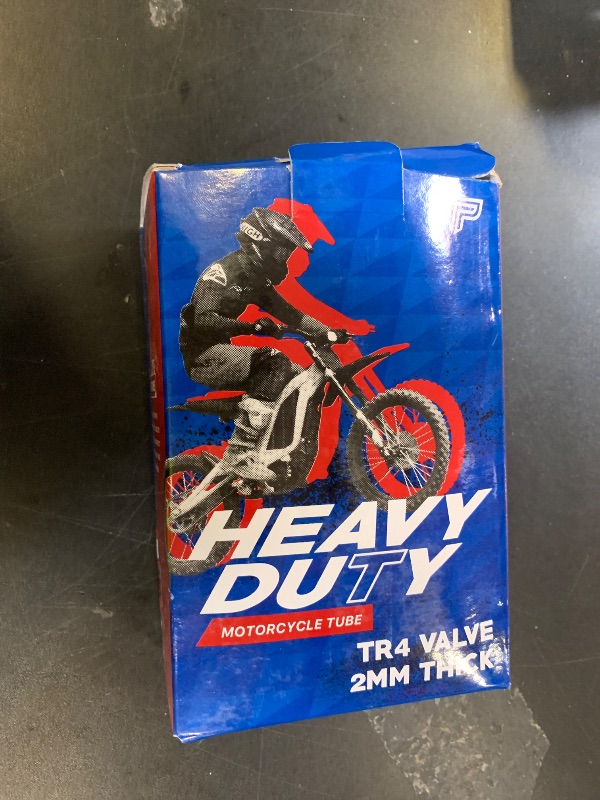 HEAVY
DUTY
MOTORCYCLE TUBE
TR4 VALVE
2MM THICK